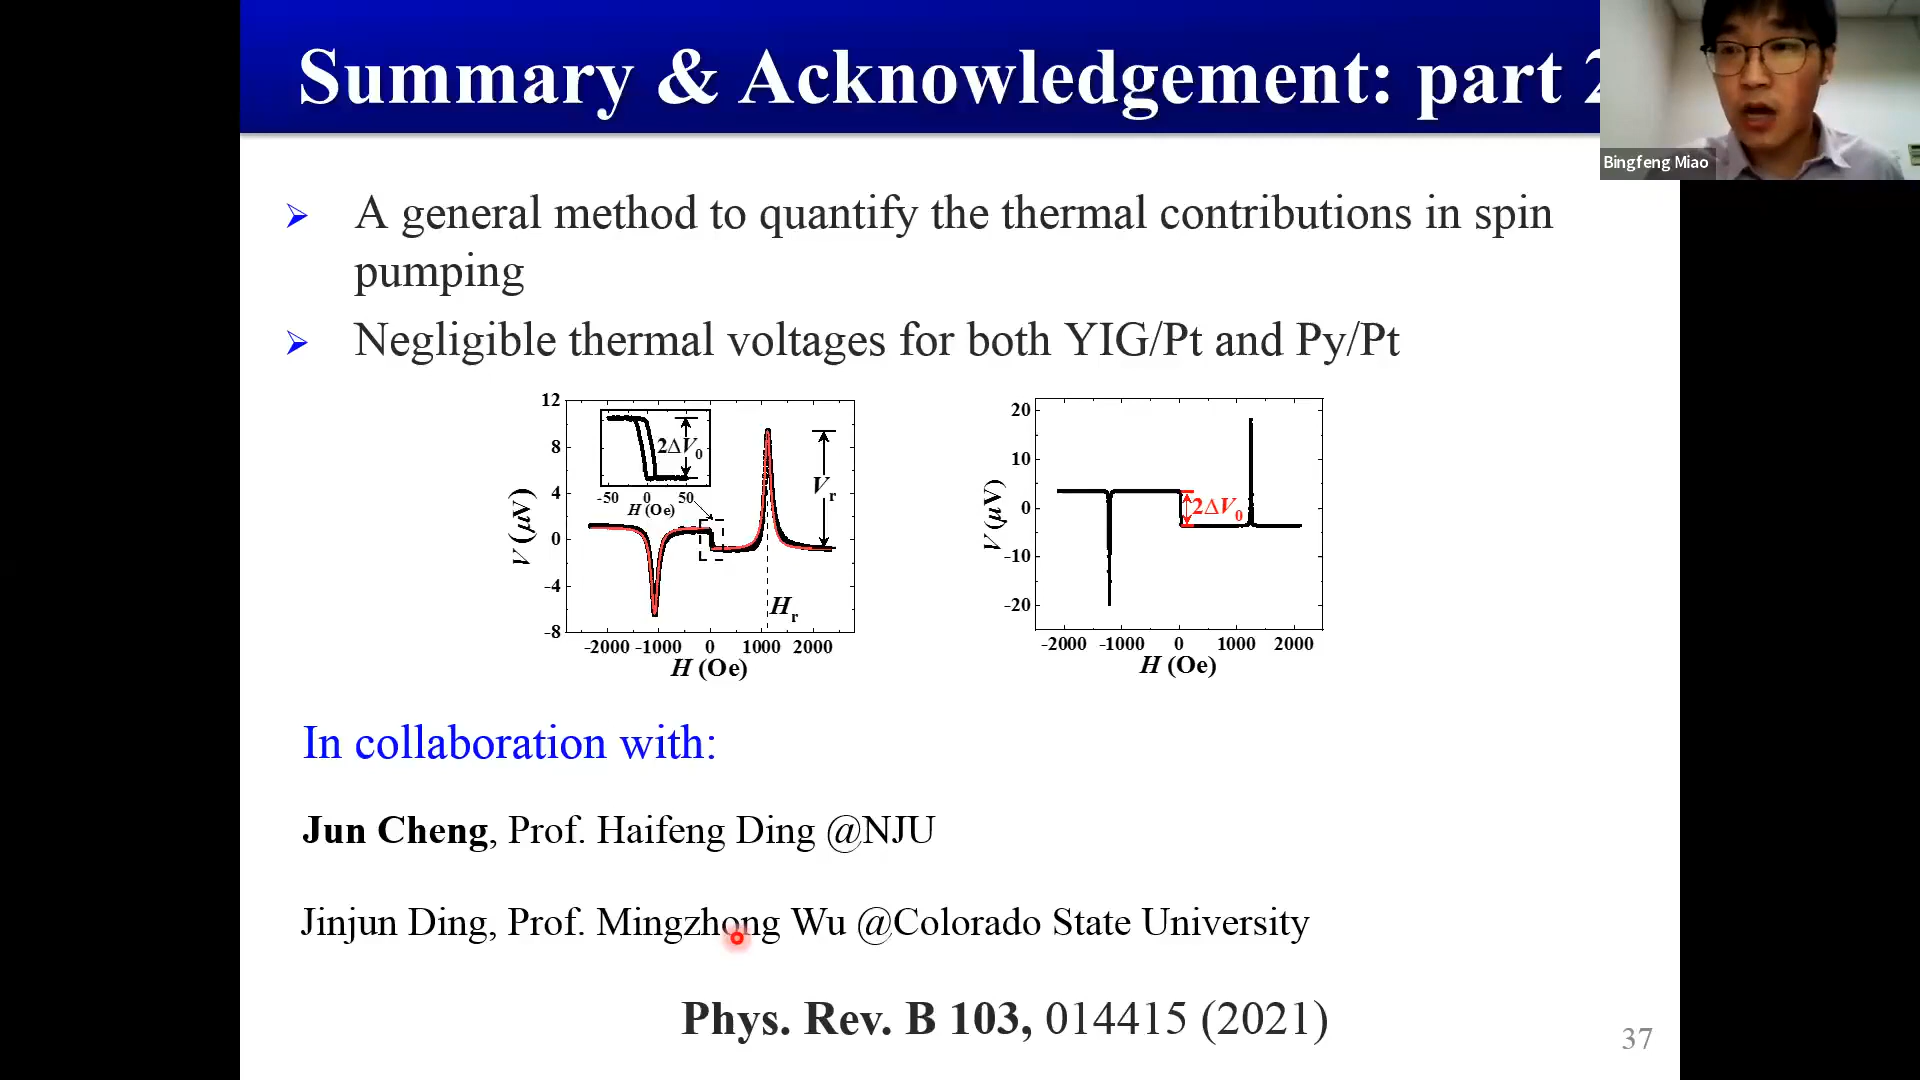 Summary & Acknowledgement: part 2
Bingfeng Miao
A general method to quantify the thermal contributions in spin
pumping
Negligible thermal voltages for both YIG/Pt and Py/Pt
12
8
4
0
-4
-8
V (μV)
2ΔV0
-50 0 50
H (Oe)
Vr
Hr
-2000 -1000 0 1000 2000
H (Oe)
20
10
0
-10
-20
V (μV)
2ΔV0
-2000 -1000 0 1000 2000
H (Oe)
In collaboration with:
Jun Cheng, Prof. Haifeng Ding @NJU
Jinjun Ding, Prof. Mingzhong Wu @Colorado State University
Phys. Rev. B 103, 014415 (2021)
37